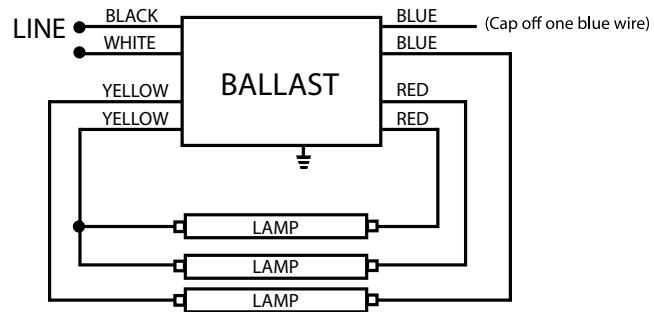 LINE
BLACK
WHITE
YELLOW
YELLOW
BALLAST
BLUE
(Cap off one blue wire)
BLUE
RED
RED
LAMP
LAMP
LAMP